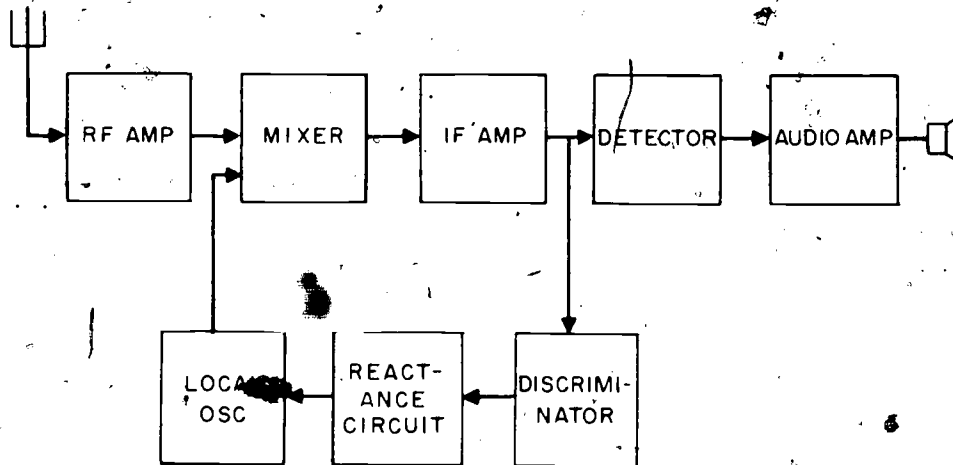 RF AMP
MIXER
IF AMP
DETECTOR
AUDIO AMP
OSC
REACT-
ANCE
CIRCUIT
DISCRIMI-
NATOR